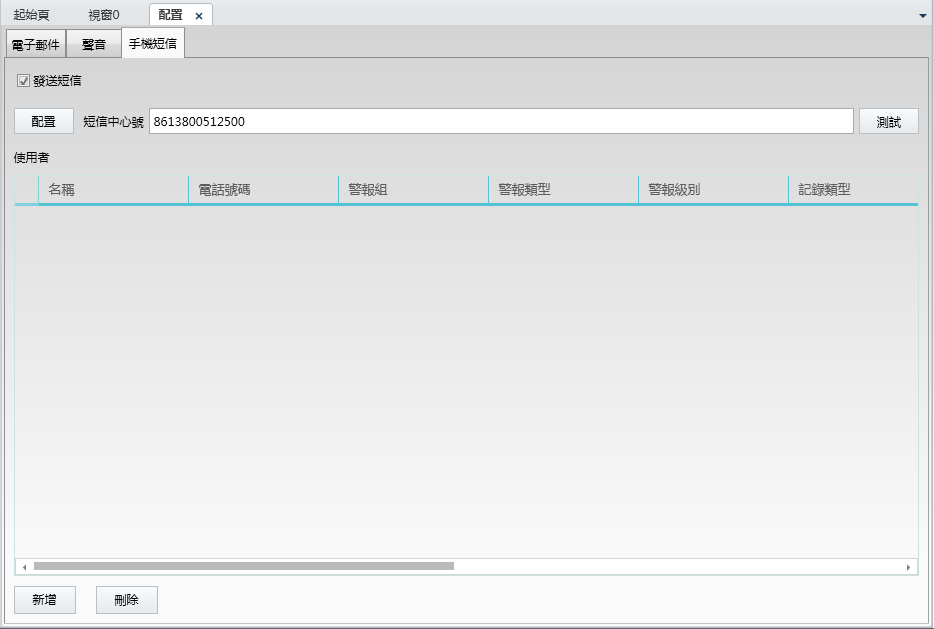 起始頁 視窗0 配置
電子郵件 聲音 手機短信
發送短信
配置 短信中心號 8613800512500 測試
使用者
名稱 電話號碼 警報組 警報類型 警報級別 記錄類型
新增 刪除